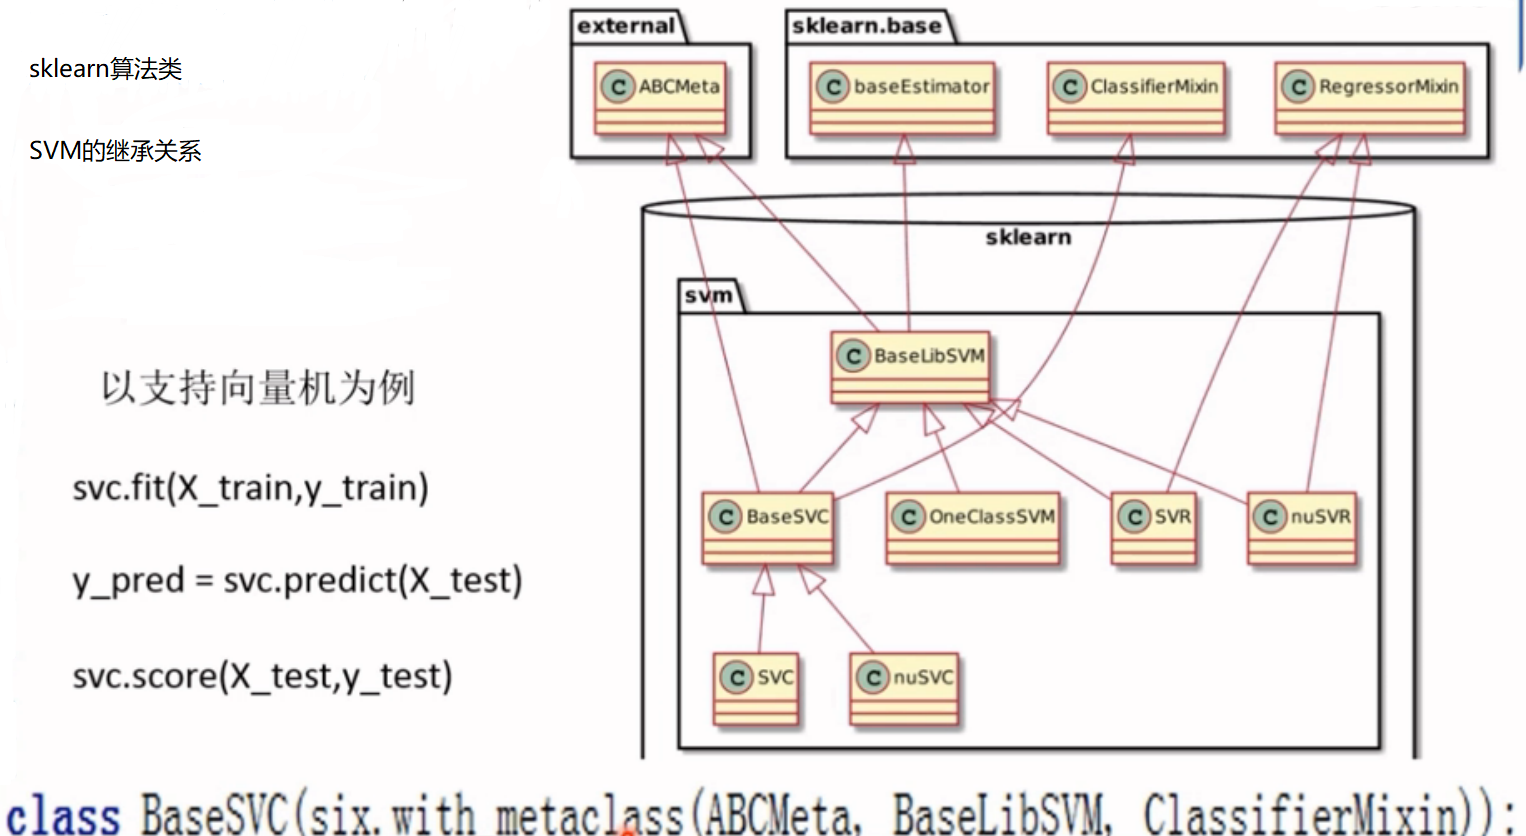 sklearn算法类
SVM的继承关系
以支持向量机为例
svc.fit(X_train,y_train)
y_pred = svc.predict(X_test)
svc.score(X_test,y_test)
external
sklearn.base
C ABCMeta
C baseEstimator
C ClassifierMixin
C RegressorMixin
sklearn
svm
C BaseLibSVM
C BaseSVC
C OneClassSVM
C SVR
C nuSVR
C SVC
C nuSVC
class BaseSVC(six.with metaclass(ABCMeta, BaseLibSVM, ClassifierMixin)):